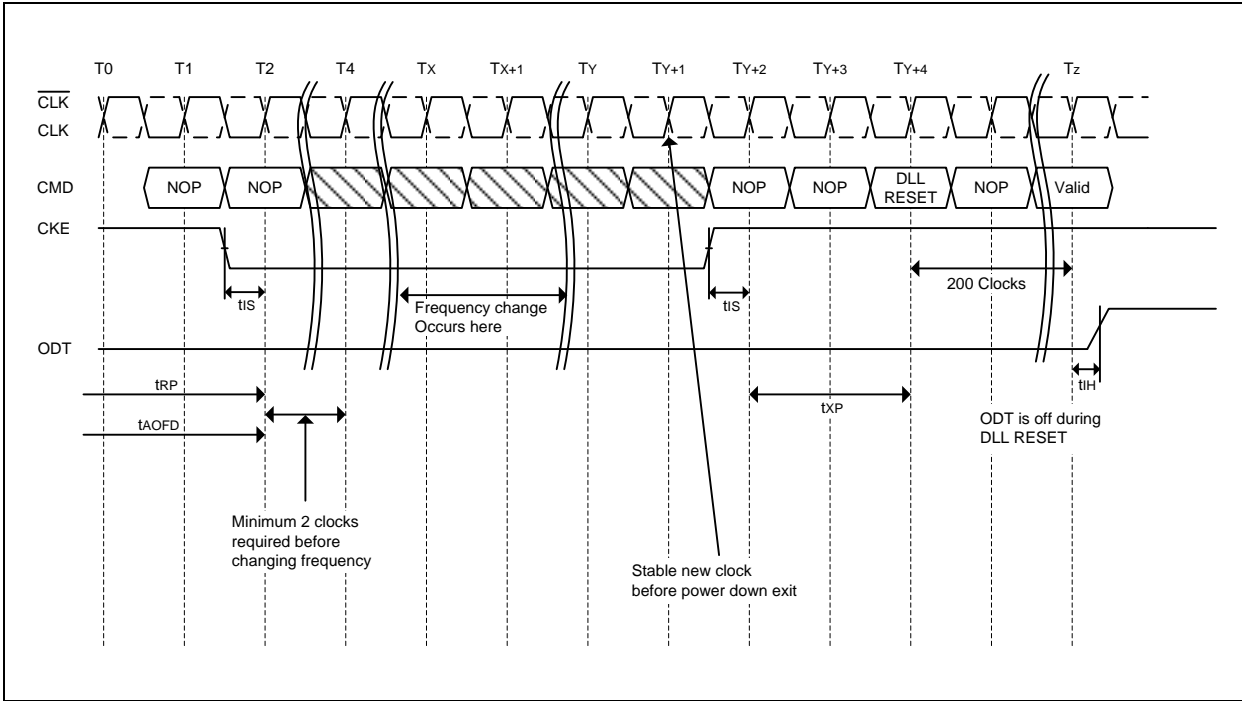 T0 T1 T2 T4 TX TX+1 TY TY+1 TY+2 TY+3 TY+4 Tz
CLK
CLK
CMD NOP NOP NOP NOP DLL RESET NOP Valid
CKE
tIS
Frequency change
Occurs here
tIS
200 Clocks
ODT
tRP
tXP
tIH
tAOFD
ODT is off during
DLL RESET
Minimum 2 clocks
required before
changing frequency
Stable new clock
before power down exit